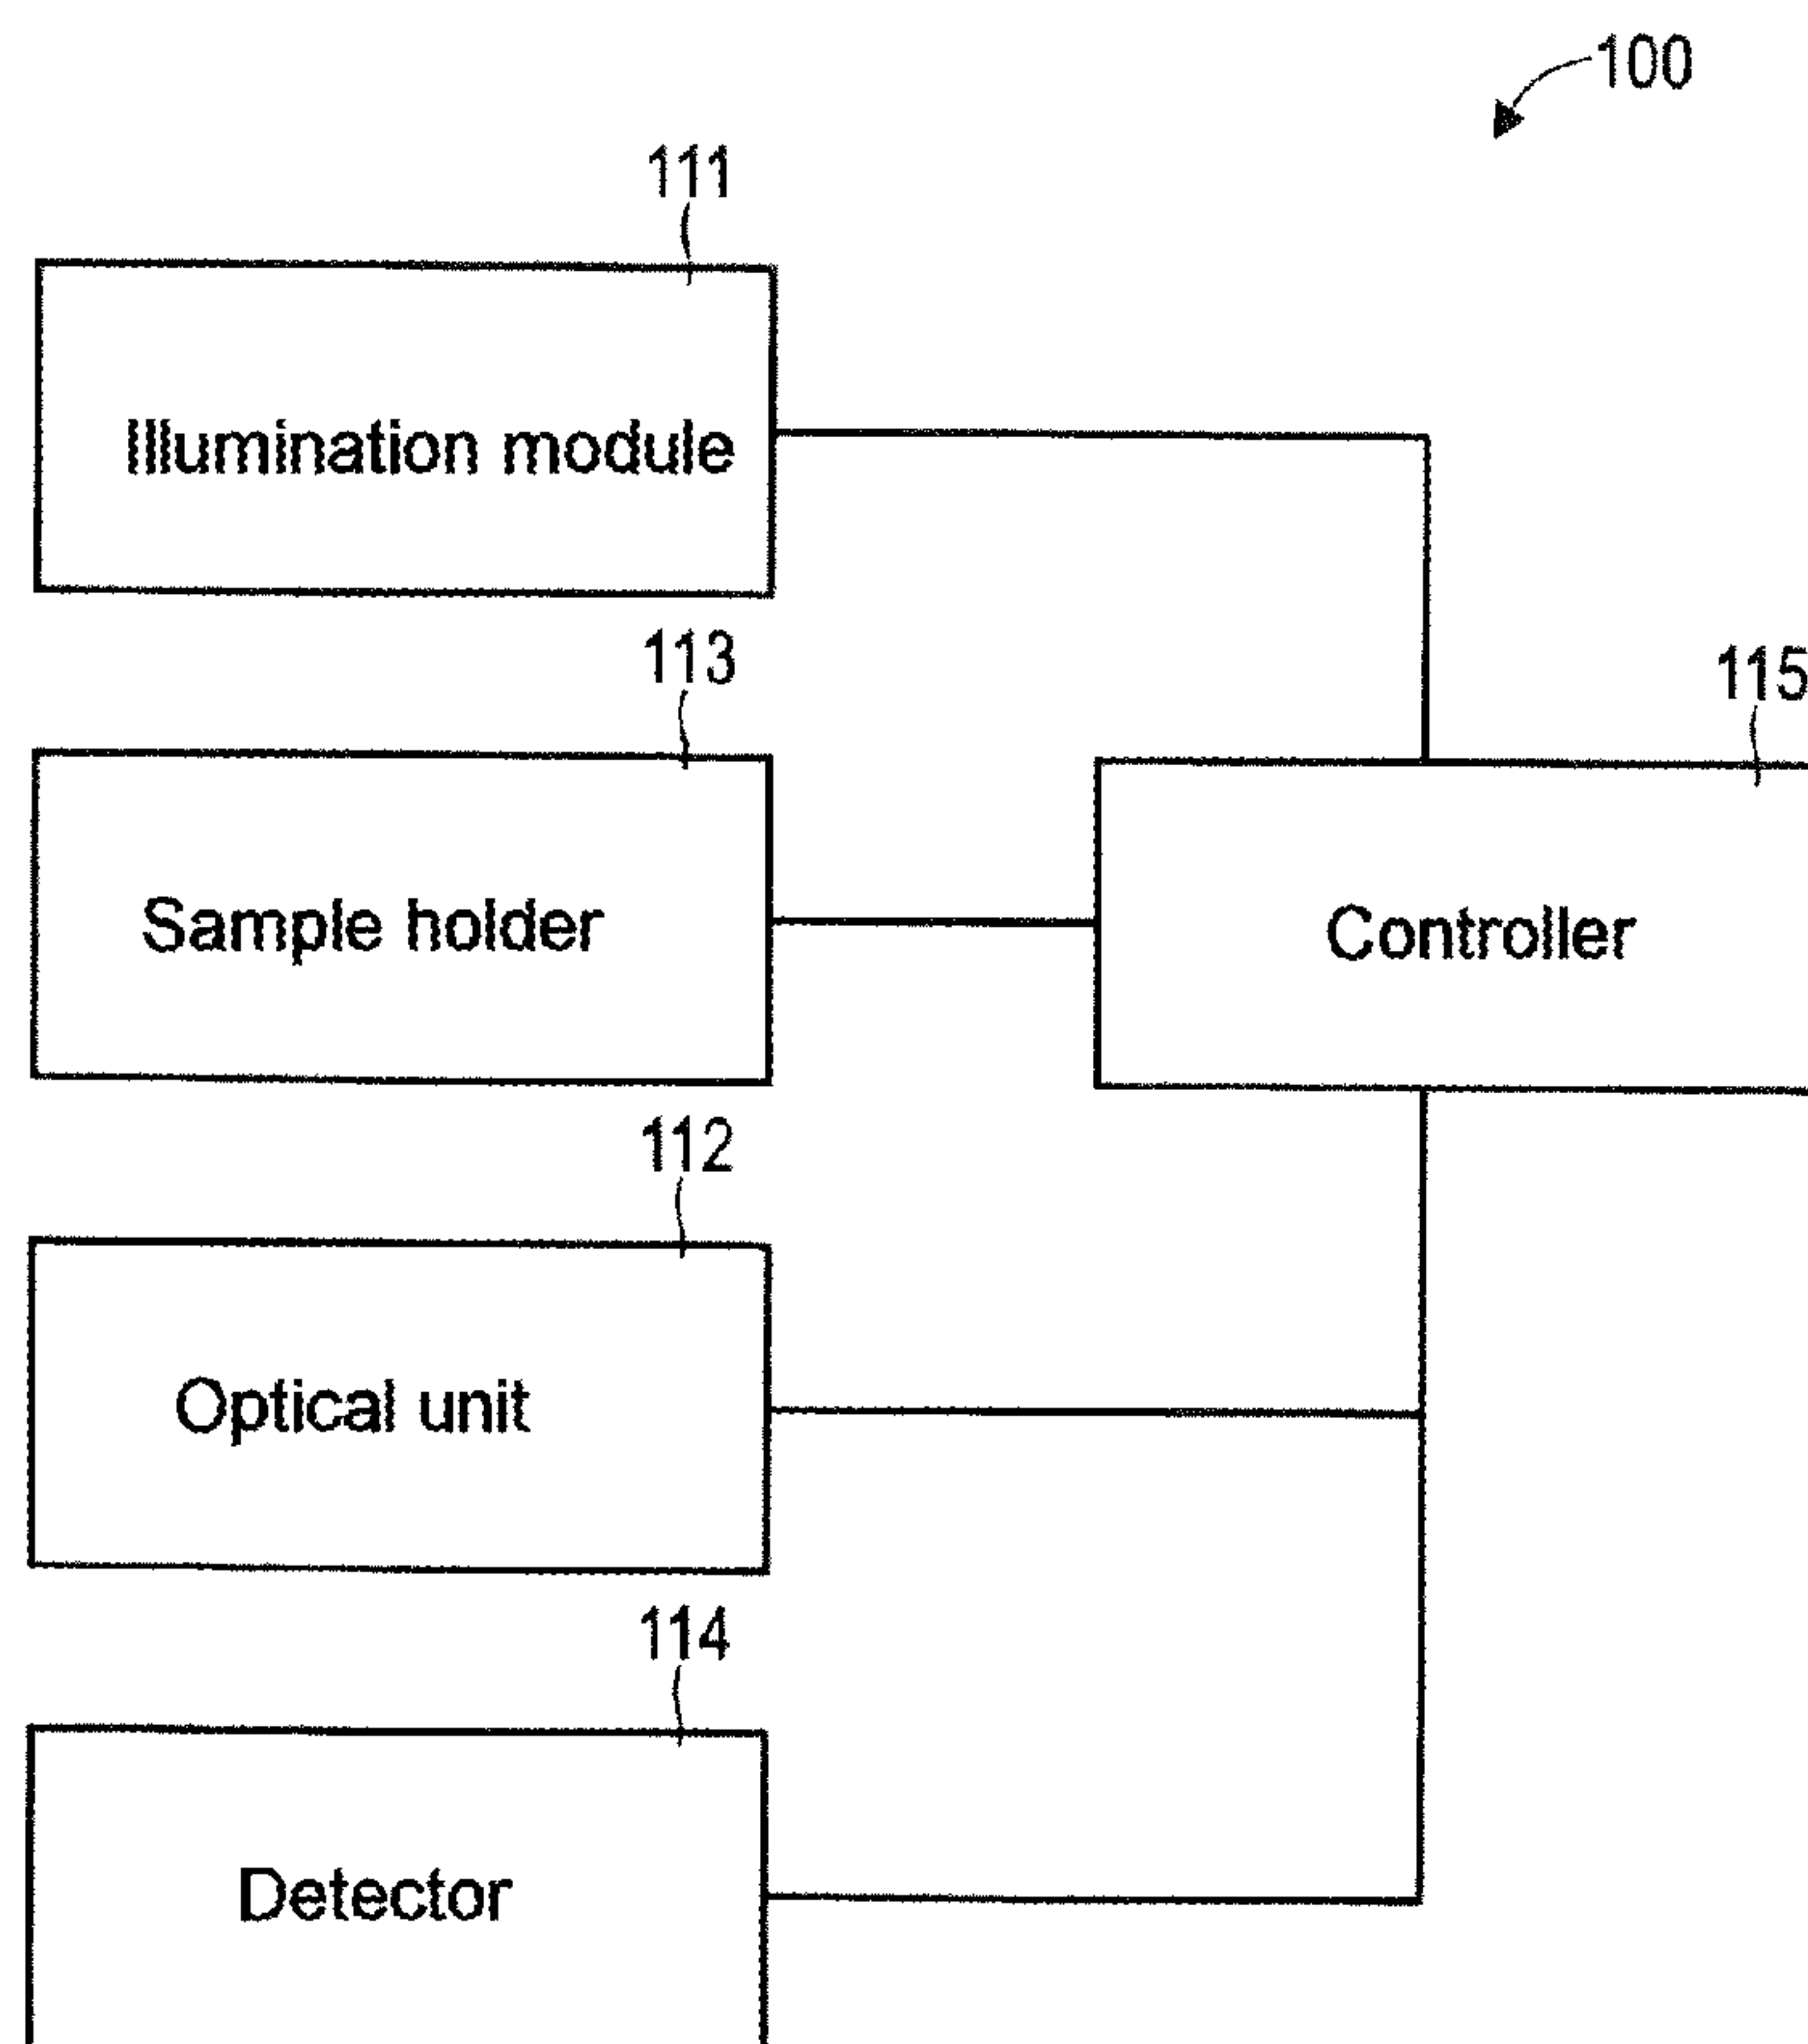 100
111
Illumination module
113
115
Sample holder
Controller
112
Optical unit
114
Detector